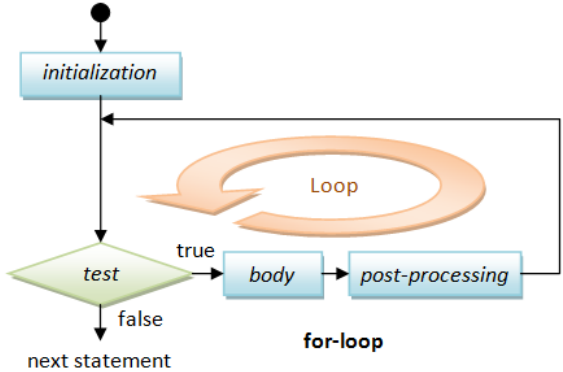 initialization
Loop
true
test
body
post-processing
false
for-loop
next statement